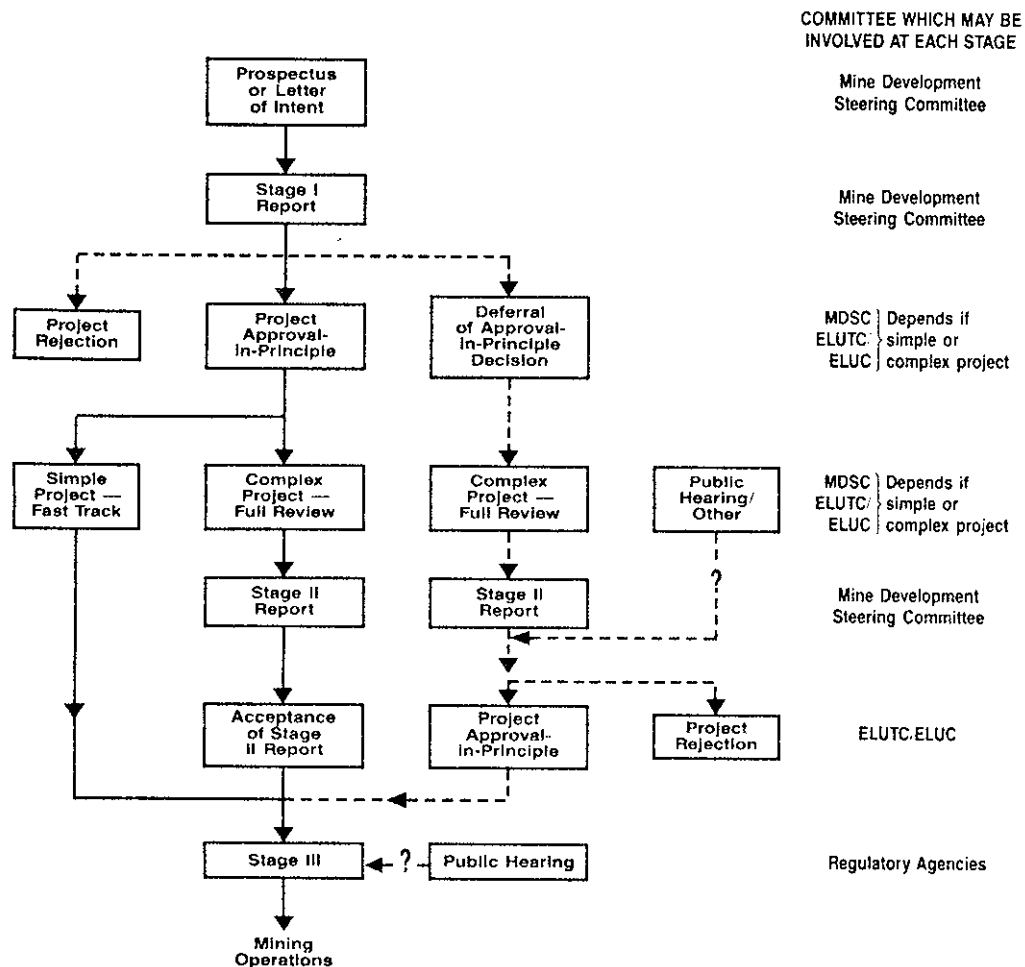 COMMITTEE WHICH MAY BE
INVOLVED AT EACH STAGE
Prospectus
or Letter
of Intent
Mine Development
Steering Committee
Stage I
Report
Mine Development
Steering Committee
Project
Rejection
Project
Approval-
in-Principle
Deferral
of Approval-
in-Principle
Decision
MDSC
ELUTC/
ELUC
Depends if
simple or
complex project
Simple
Project —
Fast Track
Complex
Project —
Full Review
Complex
Project —
Full Review
Public
Hearing/
Other
MDSC
ELUTC/
ELUC
Depends if
simple or
complex project
?
Stage II
Report
Stage II
Report
Mine Development
Steering Committee
Acceptance
of Stage
II Report
Project
Approval-
in-Principle
Project
Rejection
ELUTC/ELUC
Stage III
?
Public Hearing
Regulatory Agencies
Mining
Operations